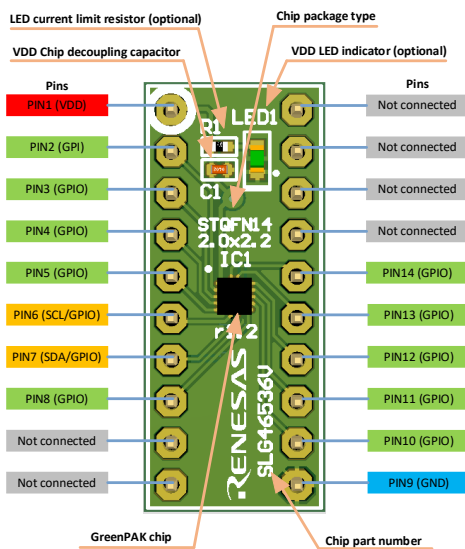 LED current limit resistor (optional)
Chip package type
VDD Chip decoupling capacitor
VDD LED indicator (optional)
Pins
Pins
PIN1 (VDD)
Not connected
R1
LED1
PIN2 (GPI)
Not connected
PIN3 (GPIO)
Not connected
C1
PIN4 (GPIO)
Not connected
STQFN14
2.0x2.2
IC1
PIN5 (GPIO)
PIN14 (GPIO)
PIN6 (SCL/GPIO)
PIN13 (GPIO)
r1.2
PIN7 (SDA/GPIO)
PIN12 (GPIO)
PIN8 (GPIO)
PIN11 (GPIO)
RENESAS
SLG46536V
Not connected
PIN10 (GPIO)
Not connected
PIN9 (GND)
GreenPAK chip
Chip part number